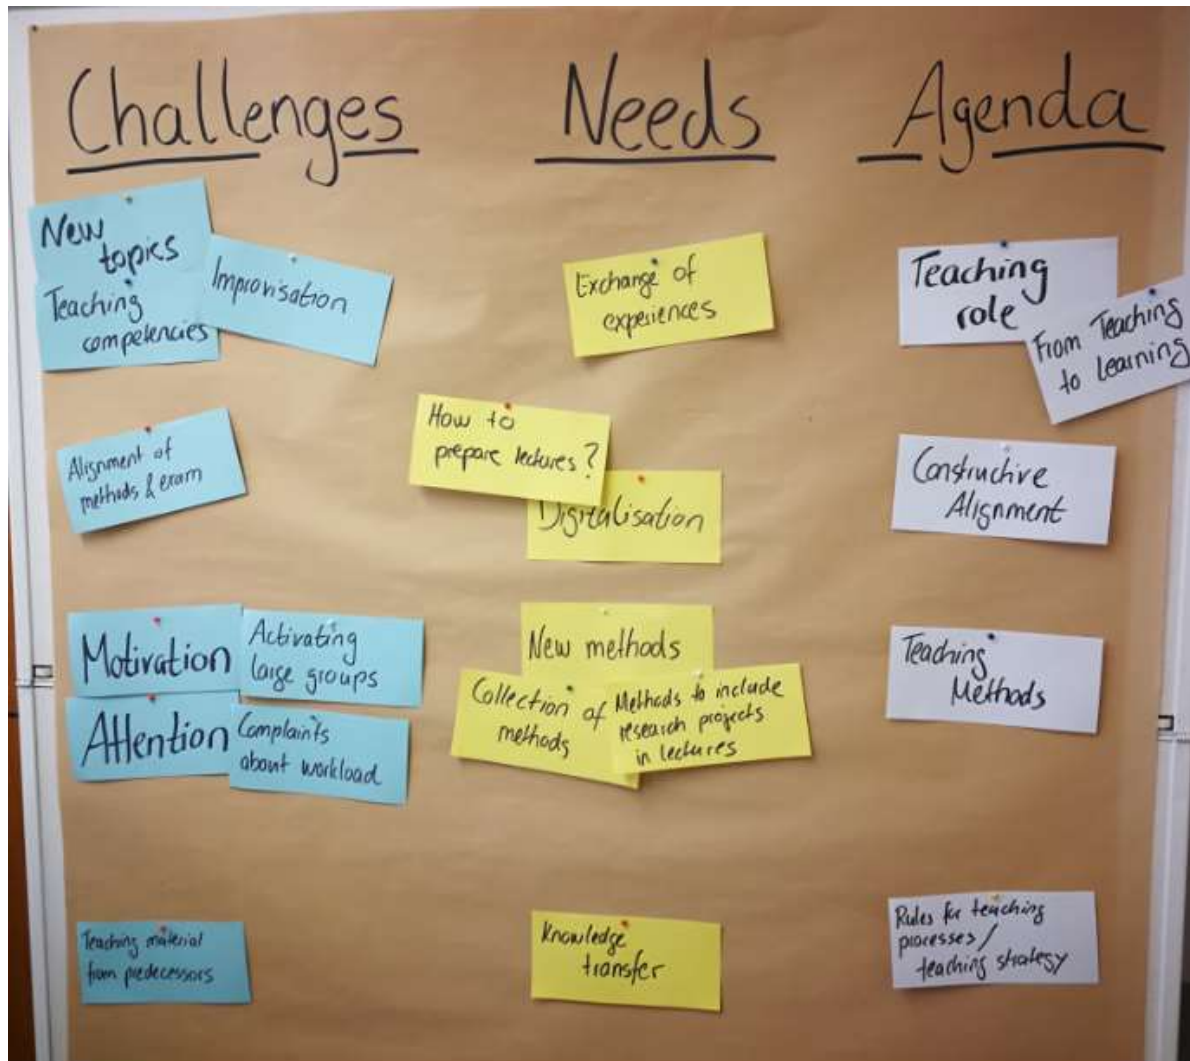 Challenges
New
topics
Teaching
competencies
Improvisation
Alignment of
methods & exam
Motivation
Activating
large groups
Attention
Complaints
about workload
Teaching material
from predecessors
Needs
Exchange of
experiences
How to
prepare lectures?
Digitalisation
New methods
Collection of
methods
Methods to include
research projects
in lectures
Knowledge
transfer
Agenda
Teaching
role
From Teaching
to Learning
Constructive
Alignment
Teaching
Methods
Rules for teaching
processes/
teaching strategy